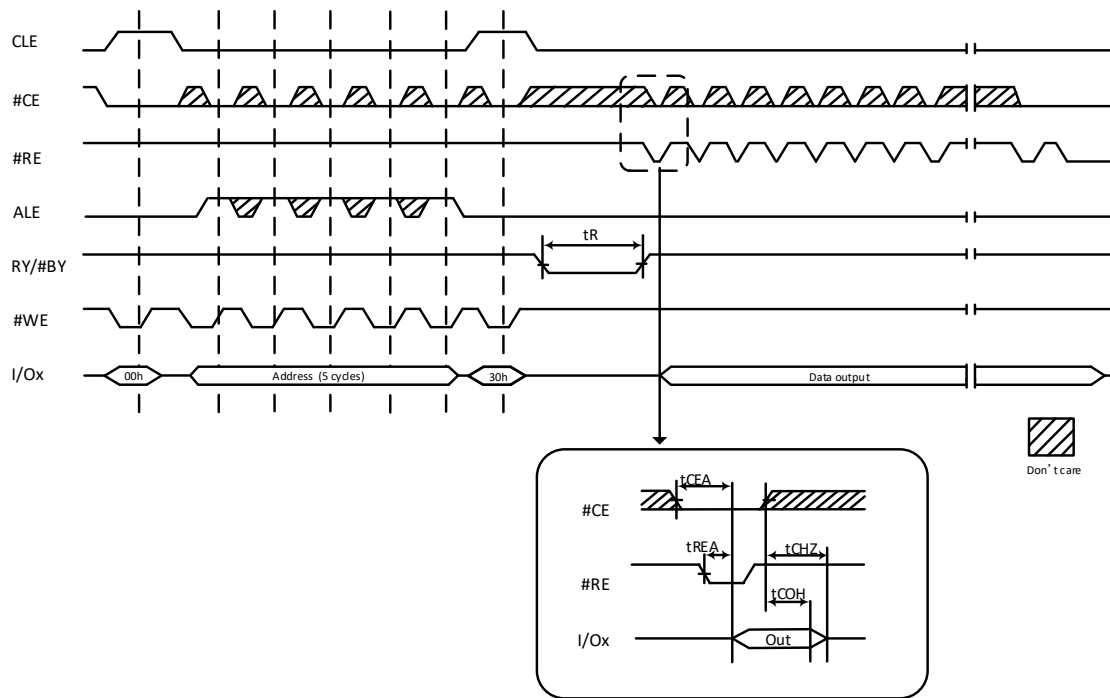 CLE
#CE
#RE
ALE
tR
RY/#BY
#WE
I/Ox
00h
Address (5 cycles)
30h
Data output
Don't care
tCEA
#CE
tREA
tCHZ
#RE
tCOH
I/Ox
Out